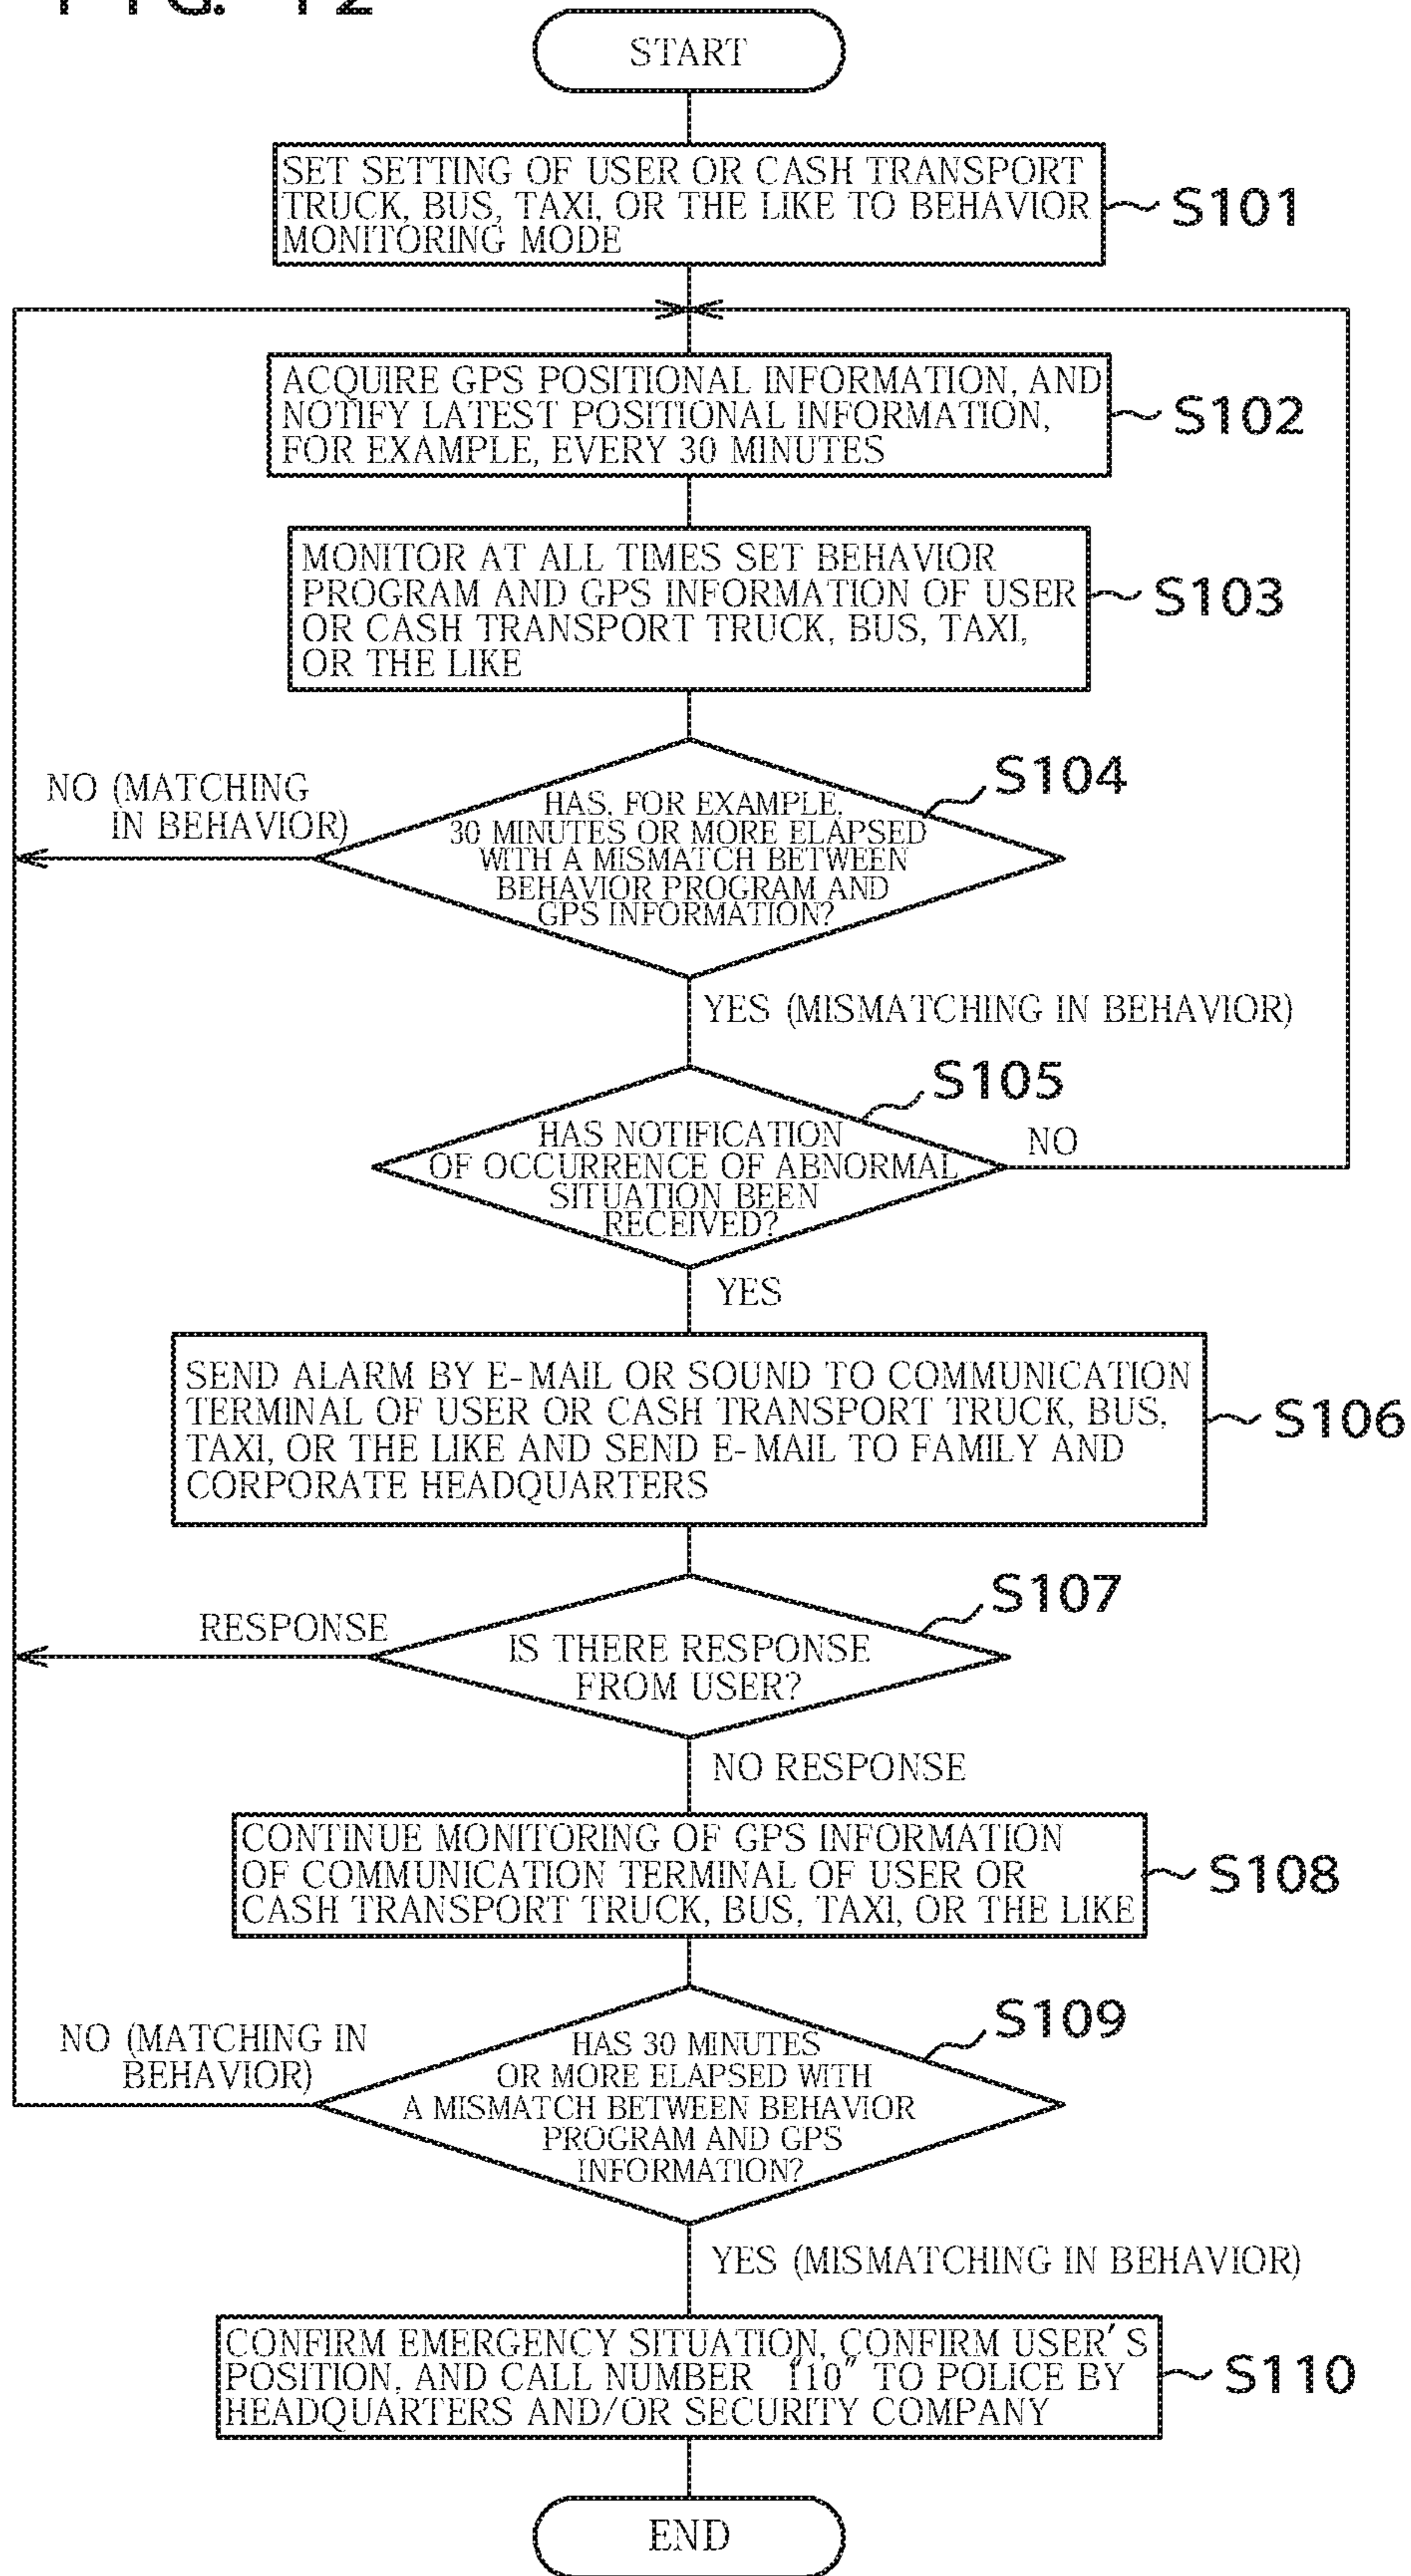 FIG. 12
START
SET SETTING OF USER OR CASH TRANSPORT
TRUCK, BUS, TAXI, OR THE LIKE TO BEHAVIOR
MONITORING MODE
S101
ACQUIRE GPS POSITIONAL INFORMATION, AND
NOTIFY LATEST POSITIONAL INFORMATION,
FOR EXAMPLE, EVERY 30 MINUTES
S102
MONITOR AT ALL TIMES SET BEHAVIOR
PROGRAM AND GPS INFORMATION OF USER
OR CASH TRANSPORT TRUCK, BUS, TAXI,
OR THE LIKE
S103
S104
NO (MATCHING
IN BEHAVIOR)
HAS, FOR EXAMPLE,
30 MINUTES OR MORE ELAPSED
WITH A MISMATCH BETWEEN
BEHAVIOR PROGRAM AND
GPS INFORMATION?
YES (MISMATCHING IN BEHAVIOR)
S105
HAS NOTIFICATION
OF OCCURRENCE OF ABNORMAL
SITUATION BEEN
RECEIVED?
NO
YES
SEND ALARM BY E-MAIL OR SOUND TO COMMUNICATION
TERMINAL OF USER OR CASH TRANSPORT TRUCK, BUS,
TAXI, OR THE LIKE AND SEND E-MAIL TO FAMILY AND
CORPORATE HEADQUARTERS
S106
S107
RESPONSE
IS THERE RESPONSE
FROM USER?
NO RESPONSE
CONTINUE MONITORING OF GPS INFORMATION
OF COMMUNICATION TERMINAL OF USER OR
CASH TRANSPORT TRUCK, BUS, TAXI, OR THE LIKE
S108
S109
NO (MATCHING IN
BEHAVIOR)
HAS 30 MINUTES
OR MORE ELAPSED WITH
A MISMATCH BETWEEN BEHAVIOR
PROGRAM AND GPS
INFORMATION?
YES (MISMATCHING IN BEHAVIOR)
CONFIRM EMERGENCY SITUATION, CONFIRM USER'S
POSITION, AND CALL NUMBER "110" TO POLICE BY
HEADQUARTERS AND/OR SECURITY COMPANY
S110
END